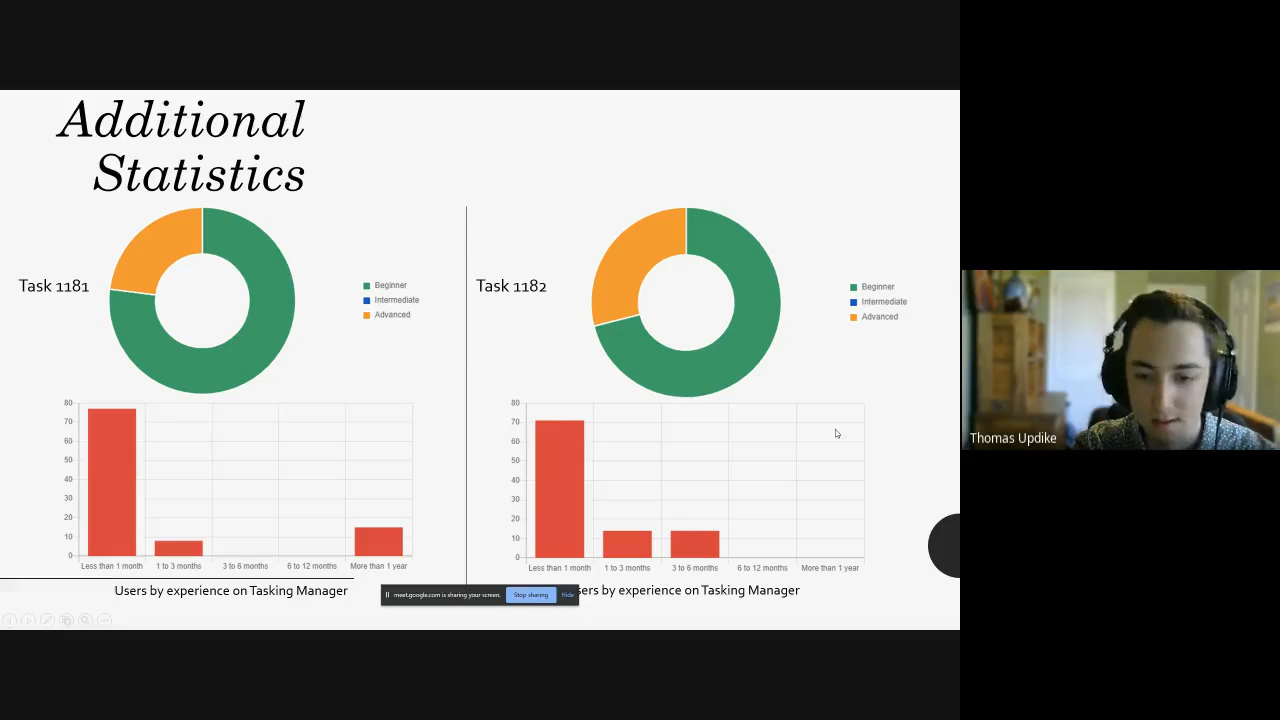 Additional
Statistics
Task 1181
Beginner
Intermediate
Advanced
80
70
60
50
40
30
20
10
0
Less than 1 month 1 to 3 months 3 to 6 months 6 to 12 months More than 1 year
Users by experience on Tasking Manager
Task 1182
Beginner
Intermediate
Advanced
80
70
60
50
40
30
20
10
0
Less than 1 month 1 to 3 months 3 to 6 months 6 to 12 months More than 1 year
sers by experience on Tasking Manager
meet.google.com is sharing your screen. Stop sharing Hide
Thomas Updike